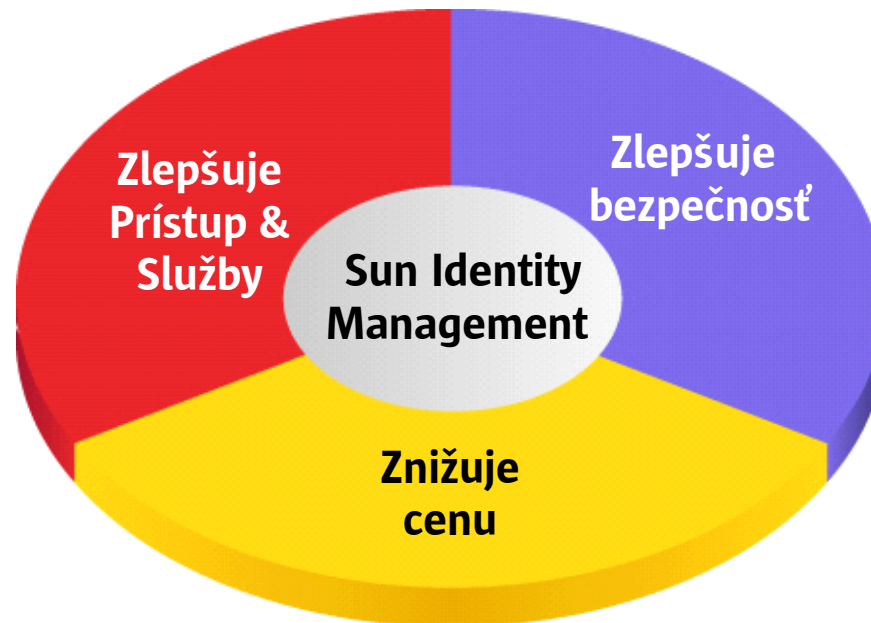 Zlepšuje
Prístup &
Služby
Zlepšuje
bezpečnosť
Sun Identity
Management
Znižuje
cenu